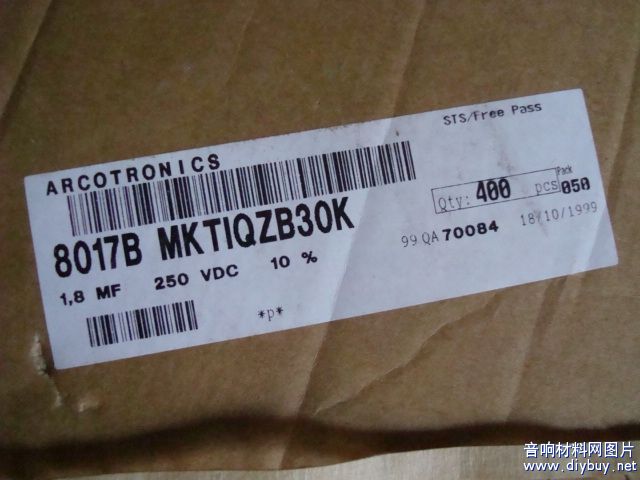 STS/Free Pass
ARCOTRONICS
Qty: 400 pcs
Pack
050
8017B MKTIQZB30K
99 QA 70084 18/10/1999
1,8 MF 250 VDC 10 %
*p*
音响材料网图片
www.diybuy.net